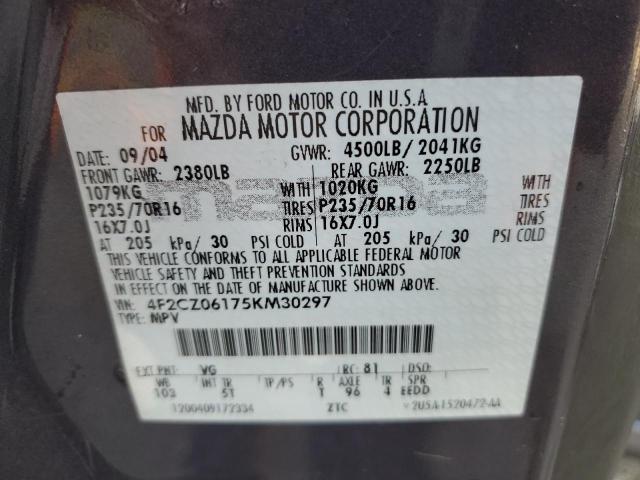 MFD. BY FORD MOTOR CO. IN U.S.A
FOR MAZDA MOTOR CORPORATION
DATE: 09/04 GVWR: 4500LB/ 2041KG
FRONT GAWR: 2380LB REAR GAWR: 2250LB
1079KG WITH 1020KG WITH
P235/70R16 TIRES P235/70R16 TIRES
16X7.0J RIMS 16X7.0J RIMS
AT 205 kPa/ 30 PSI COLD AT 205 kPa/ 30 PSI COLD
THIS VEHICLE CONFORMS TO ALL APPLICABLE FEDERAL MOTOR
VEHICLE SAFETY AND THEFT PREVENTION STANDARDS
IN EFFECT ON THE DATE OF MANUFACTURE SHOWN ABOVE.
VIN: 4F2CZ06175KM30297
TYPE: MPV
EXT PNT: VG RC: 81 DSO:
WB INT TR TP/PS R AXLE TR SPR
103 5T T 96 4 EEDD
1200409172334 ZTC 2U5A-1520472-AA